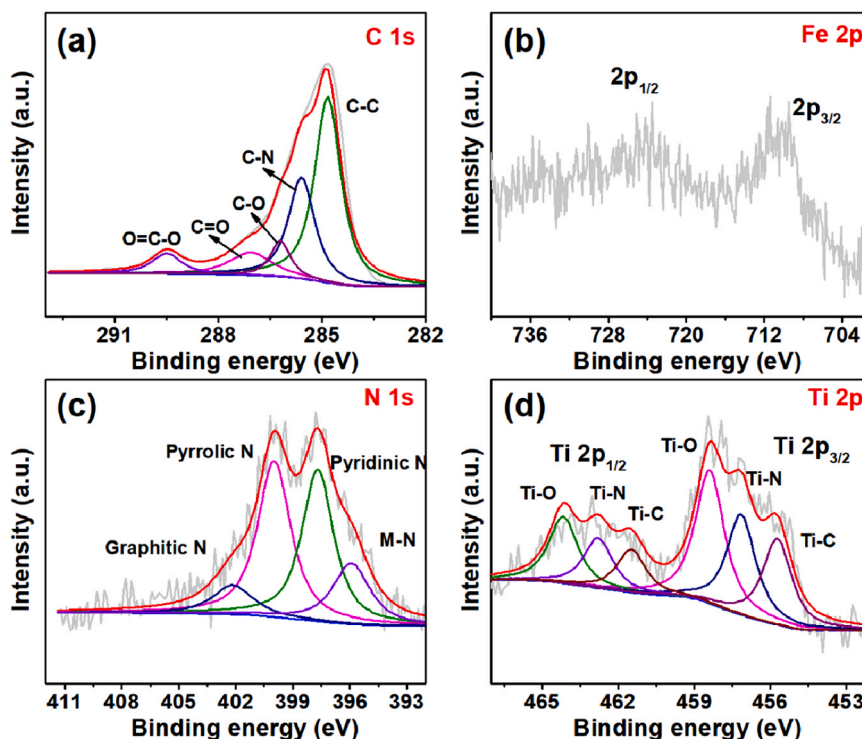 (a)
C 1s
C-C
C-N
C-O
C=O
O=C-O
Intensity (a.u.)
291 288 285 282
Binding energy (eV)
(b)
Fe 2p
2p1/2
2p3/2
Intensity (a.u.)
736 728 720 712 704
Binding energy (eV)
(c)
N 1s
Pyrrolic N
Pyridinic N
M-N
Graphitic N
Intensity (a.u.)
411 408 405 402 399 396 393
Binding energy (eV)
(d)
Ti 2p
Ti-O
Ti 2p1/2
Ti 2p3/2
Ti-O
Ti-N
Ti-N
Ti-C
Ti-C
Intensity (a.u.)
465 462 459 456 453
Binding energy (eV)